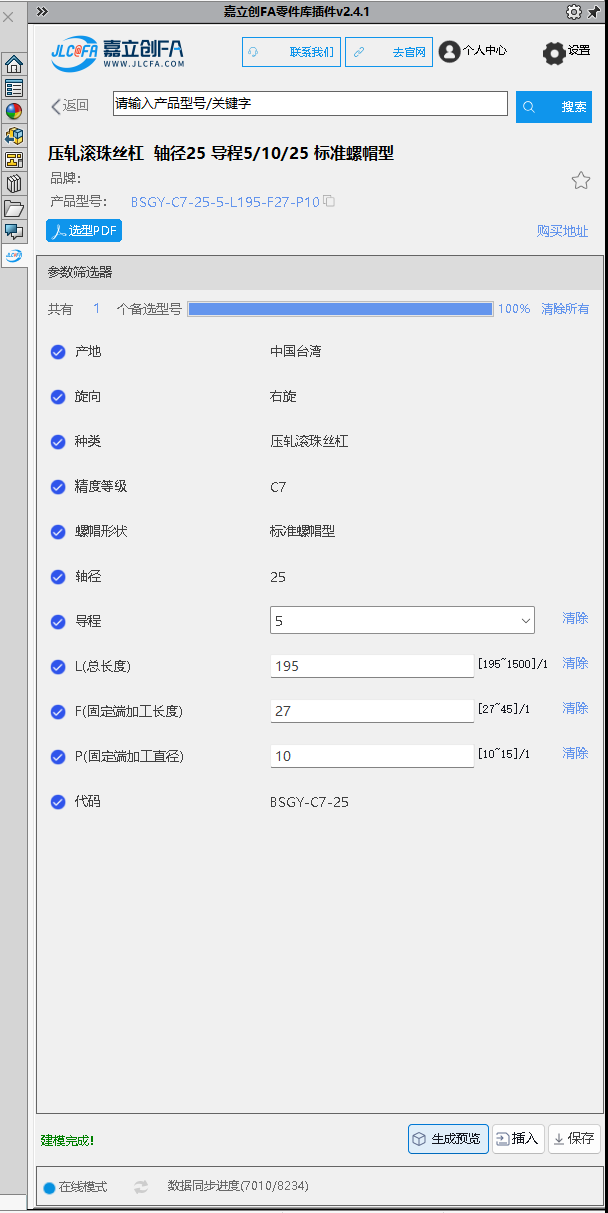 嘉立创FA零件库插件v2.4.1
JLCFA 嘉立创FA
WWW.JLCFA.COM
联系我们 去官网 个人中心 设置
返回 请输入产品型号/关键字 搜索
压轧滚珠丝杠 轴径25 导程5/10/25 标准螺帽型
品牌:
产品型号: BSGY-C7-25-5-L195-F27-P10
选型PDF 购买地址
参数筛选器
共有 1 个备选型号 100% 清除所有
产地 中国台湾
旋向 右旋
种类 压轧滚珠丝杠
精度等级 C7
螺帽形状 标准螺帽型
轴径 25
导程 5 清除
L(总长度) 195 [195~1500]/1 清除
F(固定端加工长度) 27 [27~45]/1 清除
P(固定端加工直径) 10 [10~15]/1 清除
代码 BSGY-C7-25
建模完成! 生成预览 插入 保存
在线模式 数据同步进度(7010/8234)